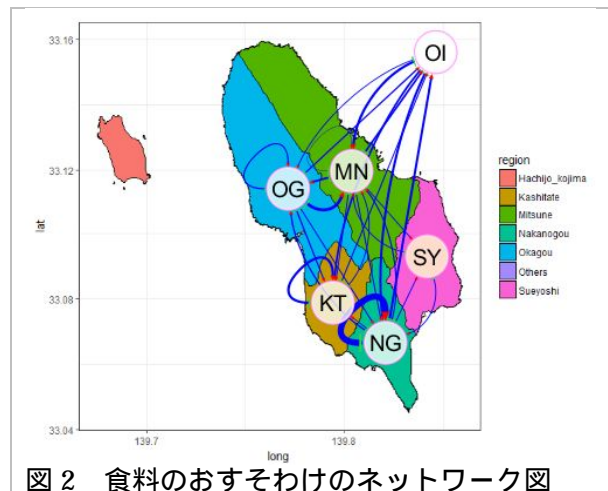 33.16
33.12
33.08
33.04
lat
139.7
139.8
long
OI
MN
OG
SY
KT
NG
region
Hachijo_kojima
Kashitate
Mitsune
Nakanogou
Okagou
Others
Sueyoshi
図 2 食料のおすそわけのネットワーク図